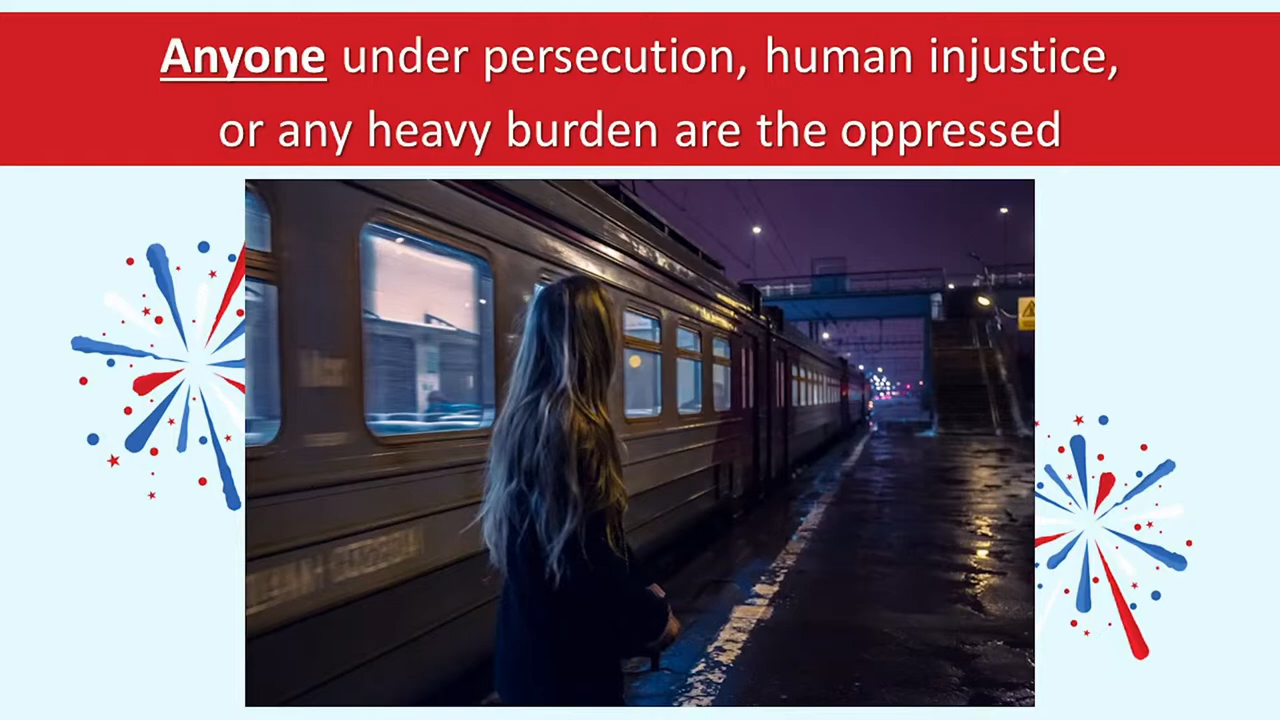 Anyone under persecution, human injustice,
or any heavy burden are the oppressed